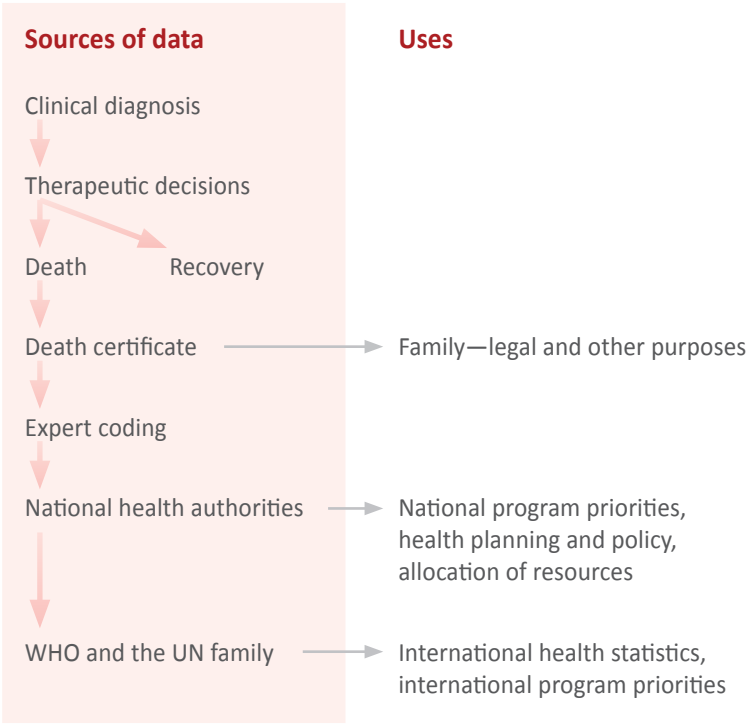 Sources of data
Uses
Clinical diagnosis
Therapeutic decisions
Death
Recovery
Death certificate
Family—legal and other purposes
Expert coding
National health authorities
National program priorities,
health planning and policy,
allocation of resources
WHO and the UN family
International health statistics,
international program priorities